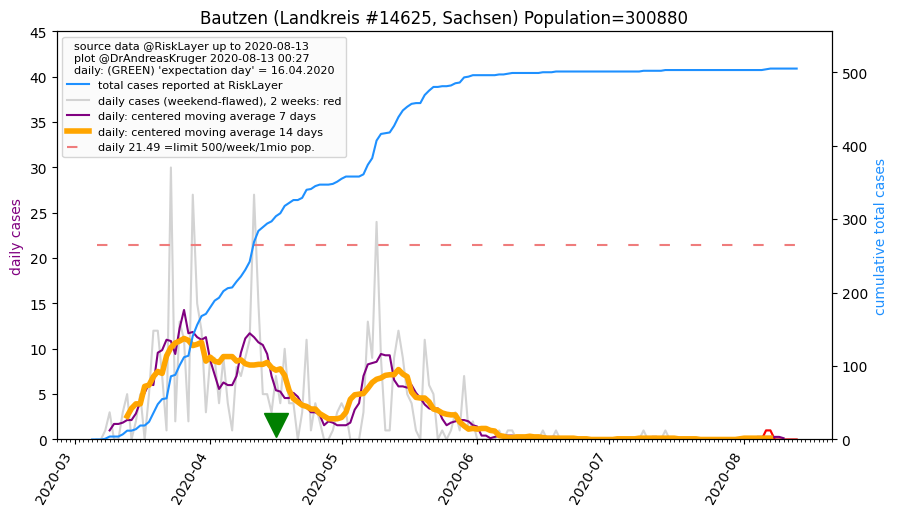 Bautzen (Landkreis #14625, Sachsen) Population=300880
source data @RiskLayer up to 2020-08-13
plot @DrAndreasKruger 2020-08-13 00:27
daily: (GREEN) 'expectation day' = 16.04.2020
total cases reported at RiskLayer
daily cases (weekend-flawed), 2 weeks: red
daily: centered moving average 7 days
daily: centered moving average 14 days
daily 21.49 =limit 500/week/1mio pop.
daily cases
45
40
35
30
25
20
15
10
5
0
cumulative total cases
500
400
300
200
100
0
2020-03
2020-04
2020-05
2020-06
2020-07
2020-08